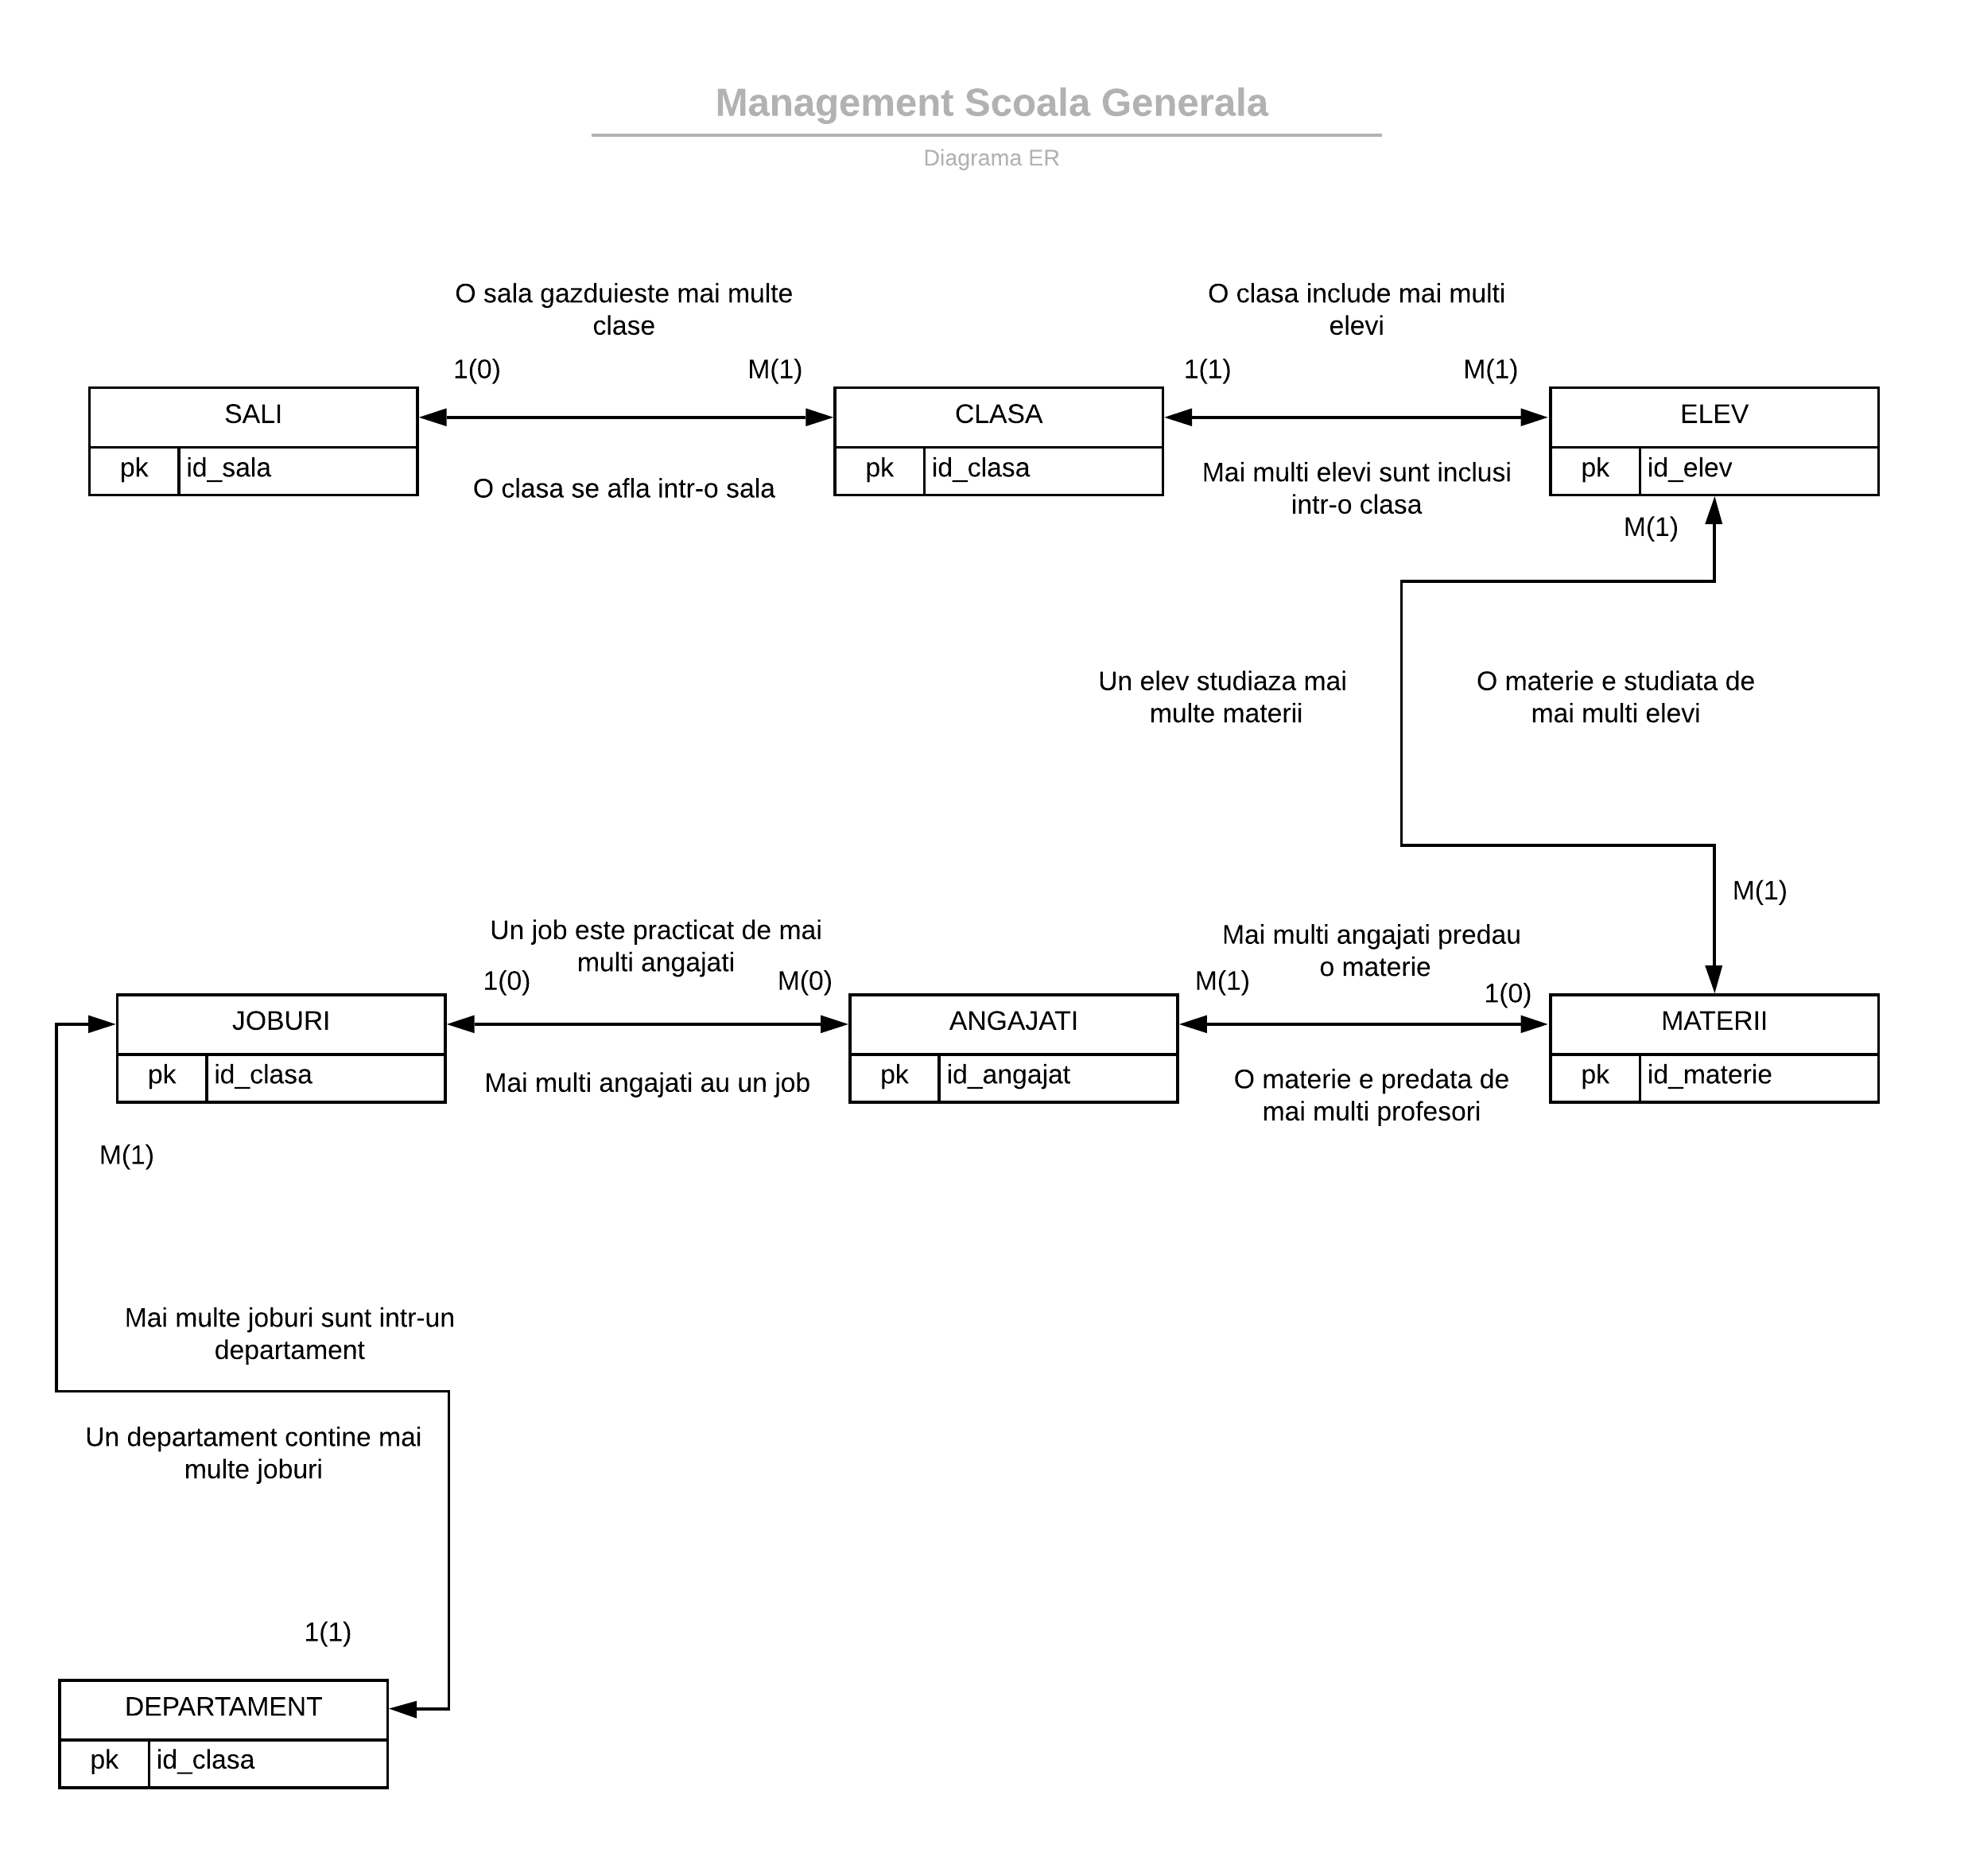 Management Scoala Generala
Diagrama ER
O sala gazduieste mai multe
clase
O clasa include mai multi
elevi
1(0)
M(1)
1(1)
M(1)
SALI
CLASA
ELEV
pk
id_sala
pk
id_clasa
pk
id_elev
O clasa se afla intr-o sala
Mai multi elevi sunt inclusi
intr-o clasa
M(1)
Un elev studiaza mai
multe materii
O materie e studiata de
mai multi elevi
M(1)
Un job este practicat de mai
multi angajati
Mai multi angajati predau
o materie
1(0)
M(0)
M(1)
1(0)
JOBURI
ANGAJATI
MATERII
pk
id_clasa
pk
id_angajat
pk
id_materie
Mai multi angajati au un job
O materie e predata de
mai multi profesori
M(1)
Mai multe joburi sunt intr-un
departament
Un departament contine mai
multe joburi
1(1)
DEPARTAMENT
pk
id_clasa